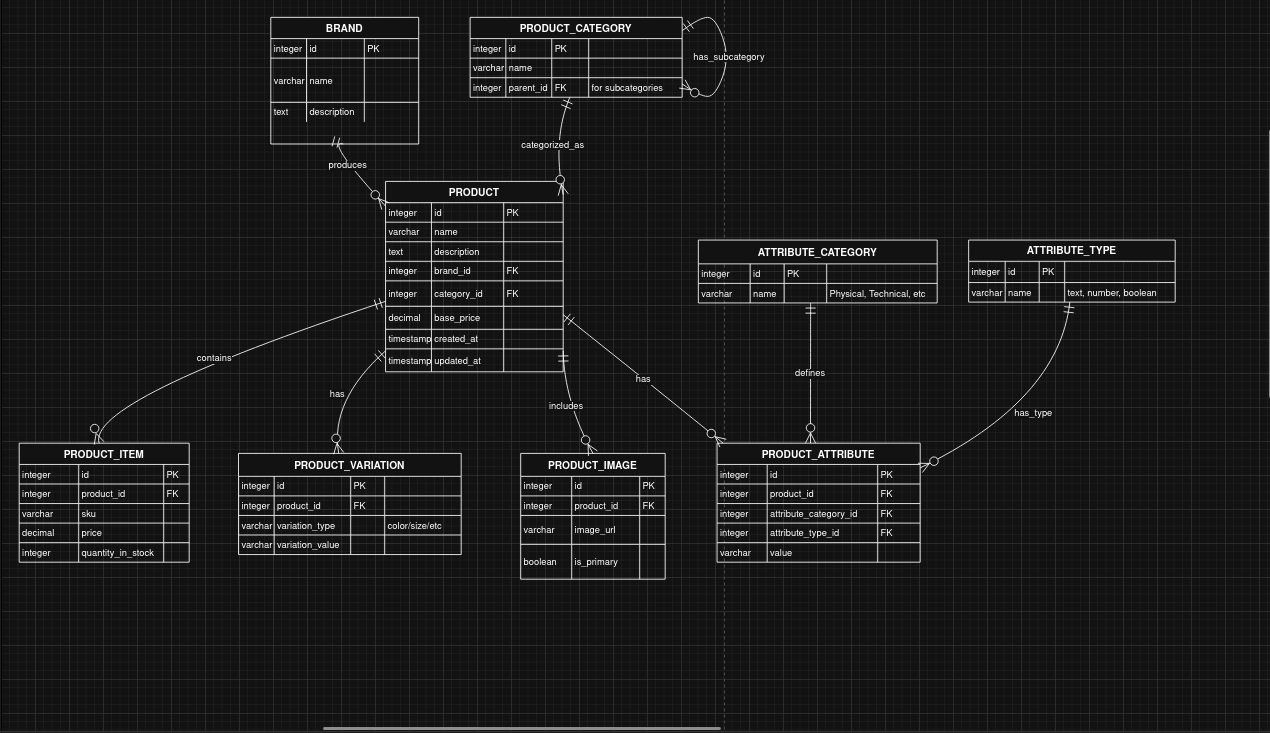 BRAND
integer id PK
varchar name
text description
PRODUCT_CATEGORY
integer id PK
varchar name
integer parent_id FK for subcategories
has_subcategory
produces
categorized_as
PRODUCT
integer id PK
varchar name
text description
integer brand_id FK
integer category_id FK
decimal base_price
timestamp created_at
timestamp updated_at
ATTRIBUTE_CATEGORY
integer id PK
varchar name Physical, Technical, etc
ATTRIBUTE_TYPE
integer id PK
varchar name text, number, boolean
contains
has
includes
has
defines
has_type
PRODUCT_ITEM
integer id PK
integer product_id FK
varchar sku
decimal price
integer quantity_in_stock
PRODUCT_VARIATION
integer id PK
integer product_id FK
varchar variation_type color/size/etc
varchar variation_value
PRODUCT_IMAGE
integer id PK
integer product_id FK
varchar image_url
boolean is_primary
PRODUCT_ATTRIBUTE
integer id PK
integer product_id FK
integer attribute_category_id FK
integer attribute_type_id FK
varchar value